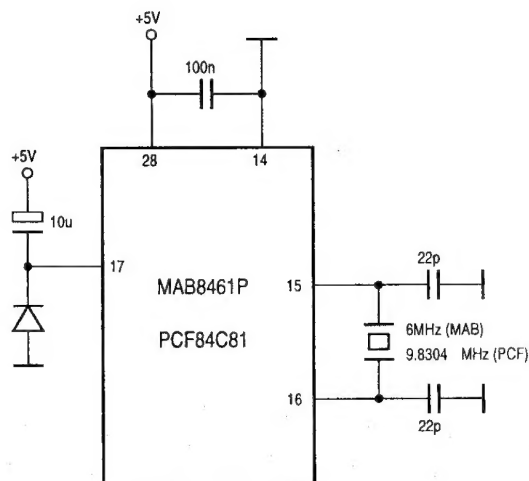 +5V
100n
28
14
+5V
10u
17
MAB8461P
PCF84C81
15
22p
6MHz (MAB)
9.8304 MHz (PCF)
16
22p